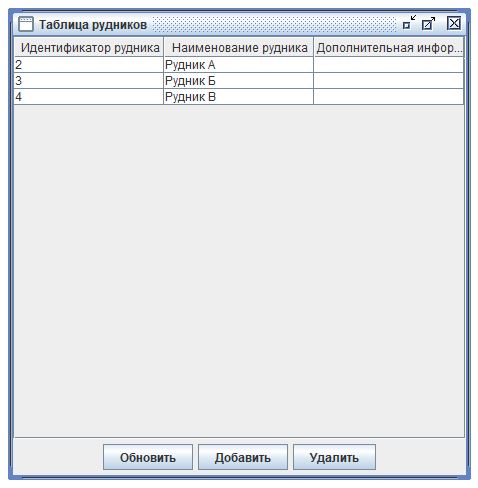 Таблица рудников
Идентификатор рудника Наименование рудника Дополнительная инфор...
2 Рудник А
3 Рудник Б
4 Рудник В
Обновить Добавить Удалить